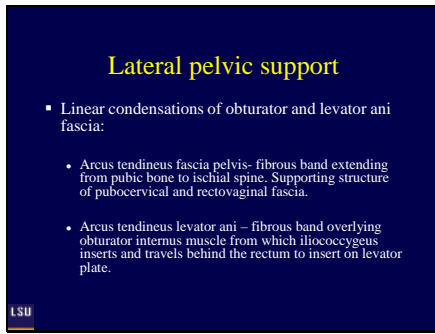 Lateral pelvic support
▪ Linear condensations of obturator and levator ani
fascia:
• Arcus tendineus fascia pelvis- fibrous band extending
from pubic bone to ischial spine. Supporting structure
of pubocervical and rectovaginal fascia.
• Arcus tendineus levator ani – fibrous band overlying
obturator internus muscle from which iliococcygeus
inserts and travels behind the rectum to insert on levator
plate.
LSU